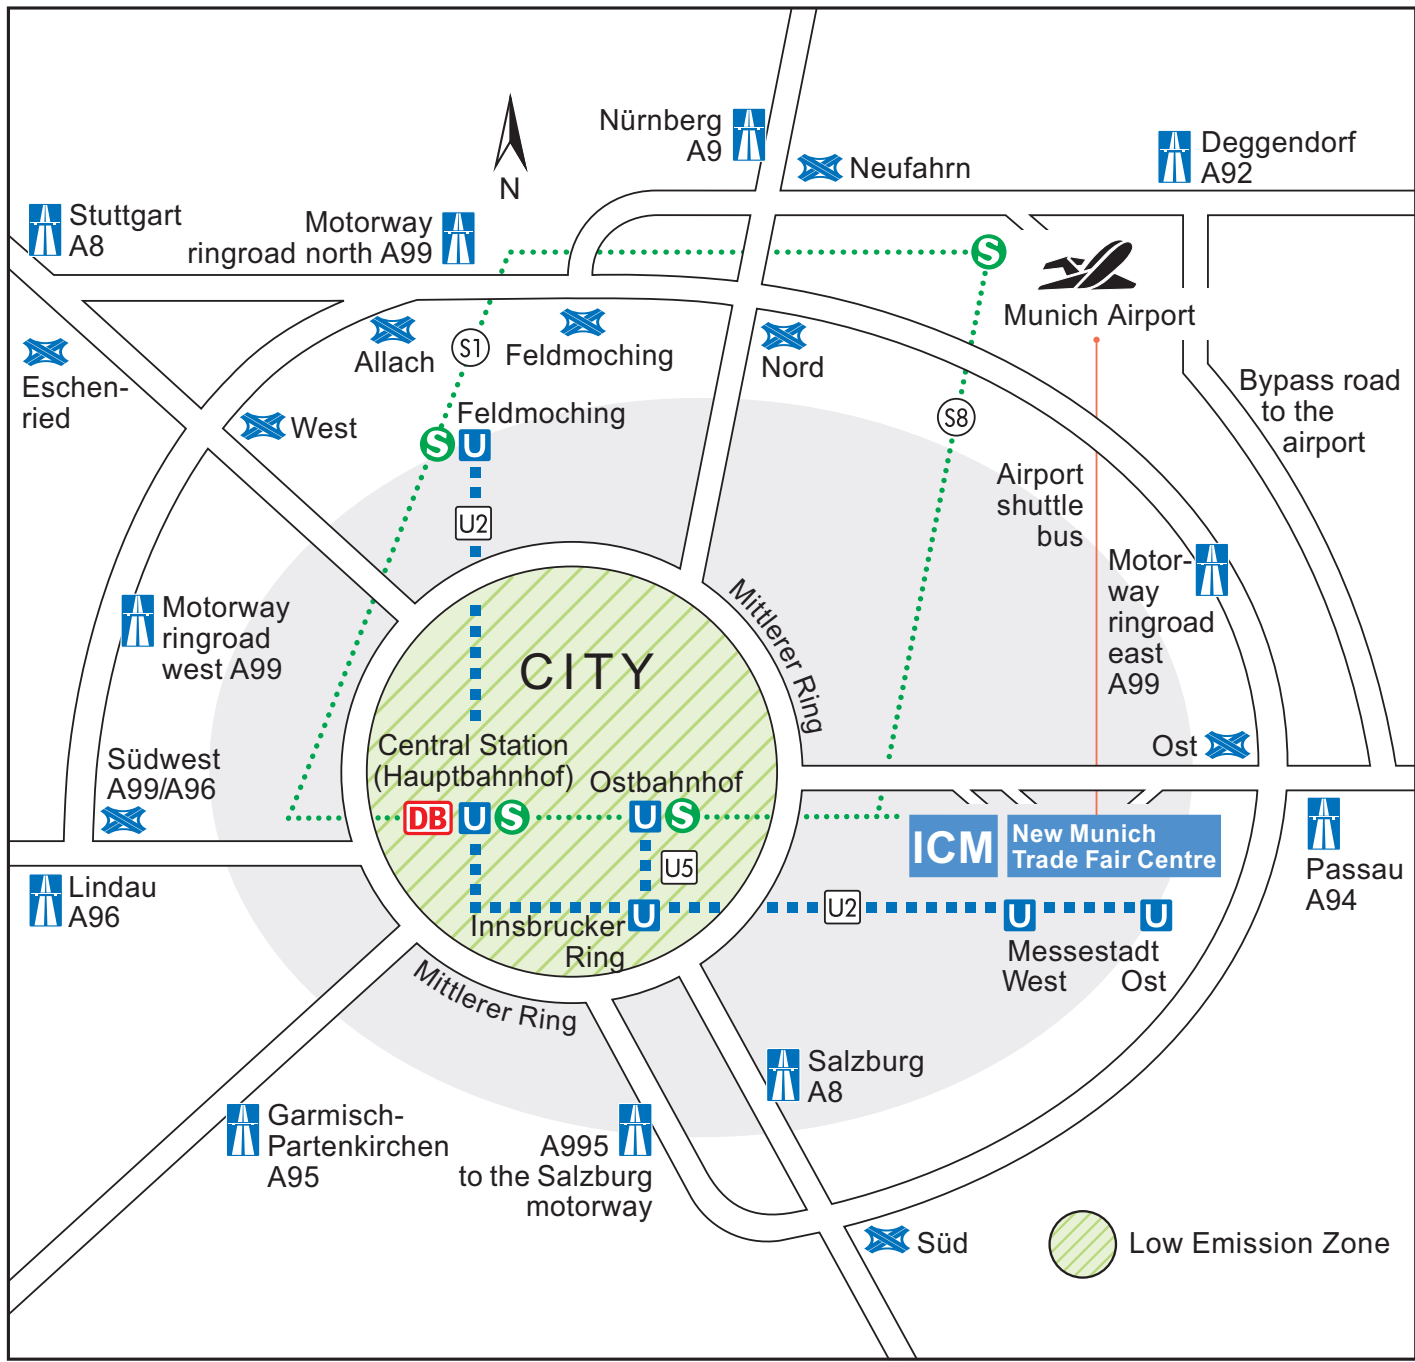 Nürnberg
A9
Neufahrn
Deggendorf
A92
N
Stuttgart
A8
Motorway
ringroad north A99
S
Munich Airport
Eschen-
ried
Allach
S1
Feldmoching
Nord
Bypass road
to the
airport
West
Feldmoching
S U
S8
U2
Airport
shuttle
bus
Motor-
way
ringroad
east
A99
Motorway
ringroad
west A99
CITY
Mittlerer Ring
Südwest
A99/A96
Central Station
(Hauptbahnhof)
DB U S
Ostbahnhof
U S
Ost
ICM
New Munich
Trade Fair Centre
U5
Passau
A94
Lindau
A96
Innsbrucker
Ring
U
U2
U U
Messestadt
West Ost
Mittlerer Ring
Salzburg
A8
Garmisch-
Partenkirchen
A95
A995
to the Salzburg
motorway
Süd
Low Emission Zone